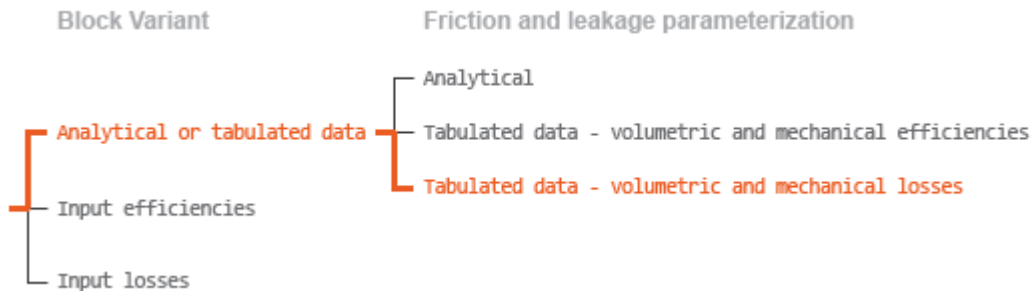 Block Variant
Friction and leakage parameterization
Analytical
Analytical or tabulated data
Tabulated data - volumetric and mechanical efficiencies
Tabulated data - volumetric and mechanical losses
Input efficiencies
Input losses